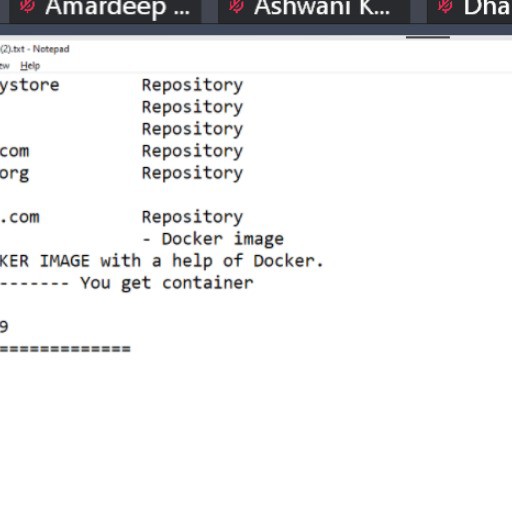 Amardeep ... Ashwani K... Dha
(2).txt - Notepad
ew Help
ystore Repository
Repository
Repository
com Repository
org Repository
.com Repository
- Docker image
KER IMAGE with a help of Docker.
------- You get container
9
=============